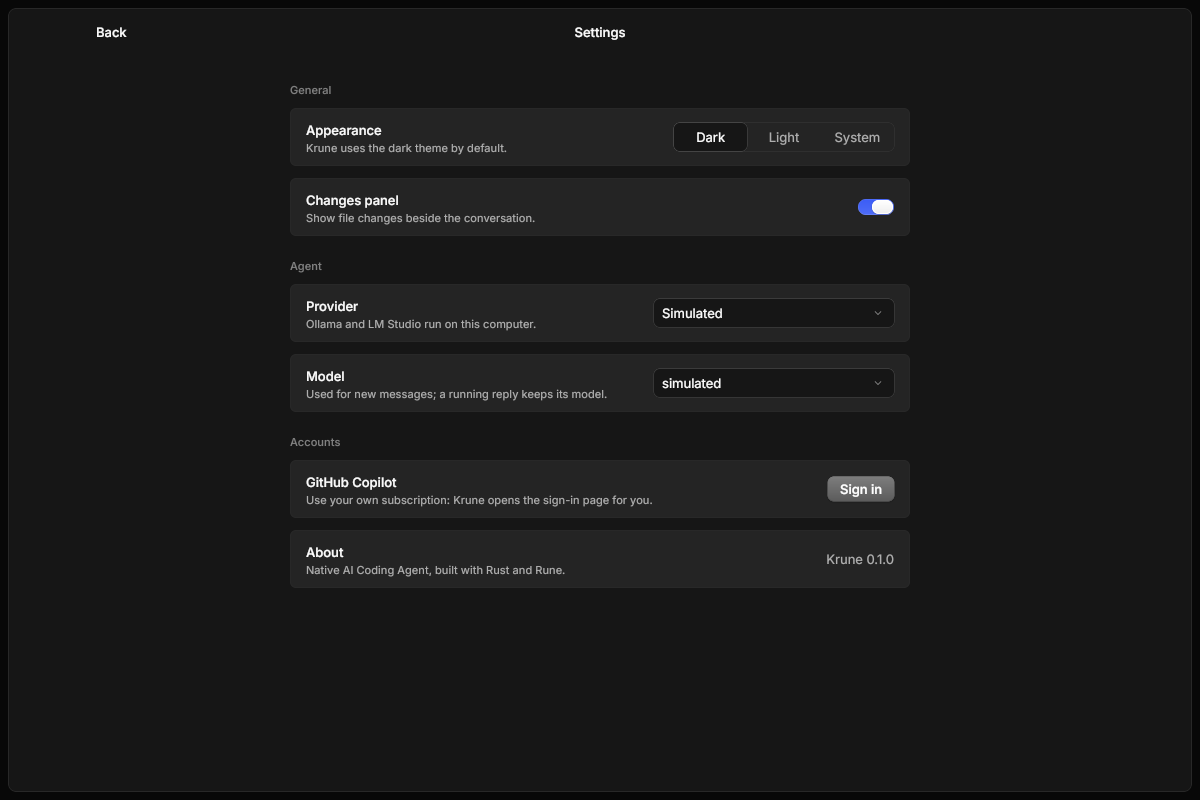 Back
Settings
General
Appearance
Krune uses the dark theme by default.
Dark
Light
System
Changes panel
Show file changes beside the conversation.
Agent
Provider
Ollama and LM Studio run on this computer.
Simulated
Model
Used for new messages; a running reply keeps its model.
simulated
Accounts
GitHub Copilot
Use your own subscription: Krune opens the sign-in page for you.
Sign in
About
Native AI Coding Agent, built with Rust and Rune.
Krune 0.1.0